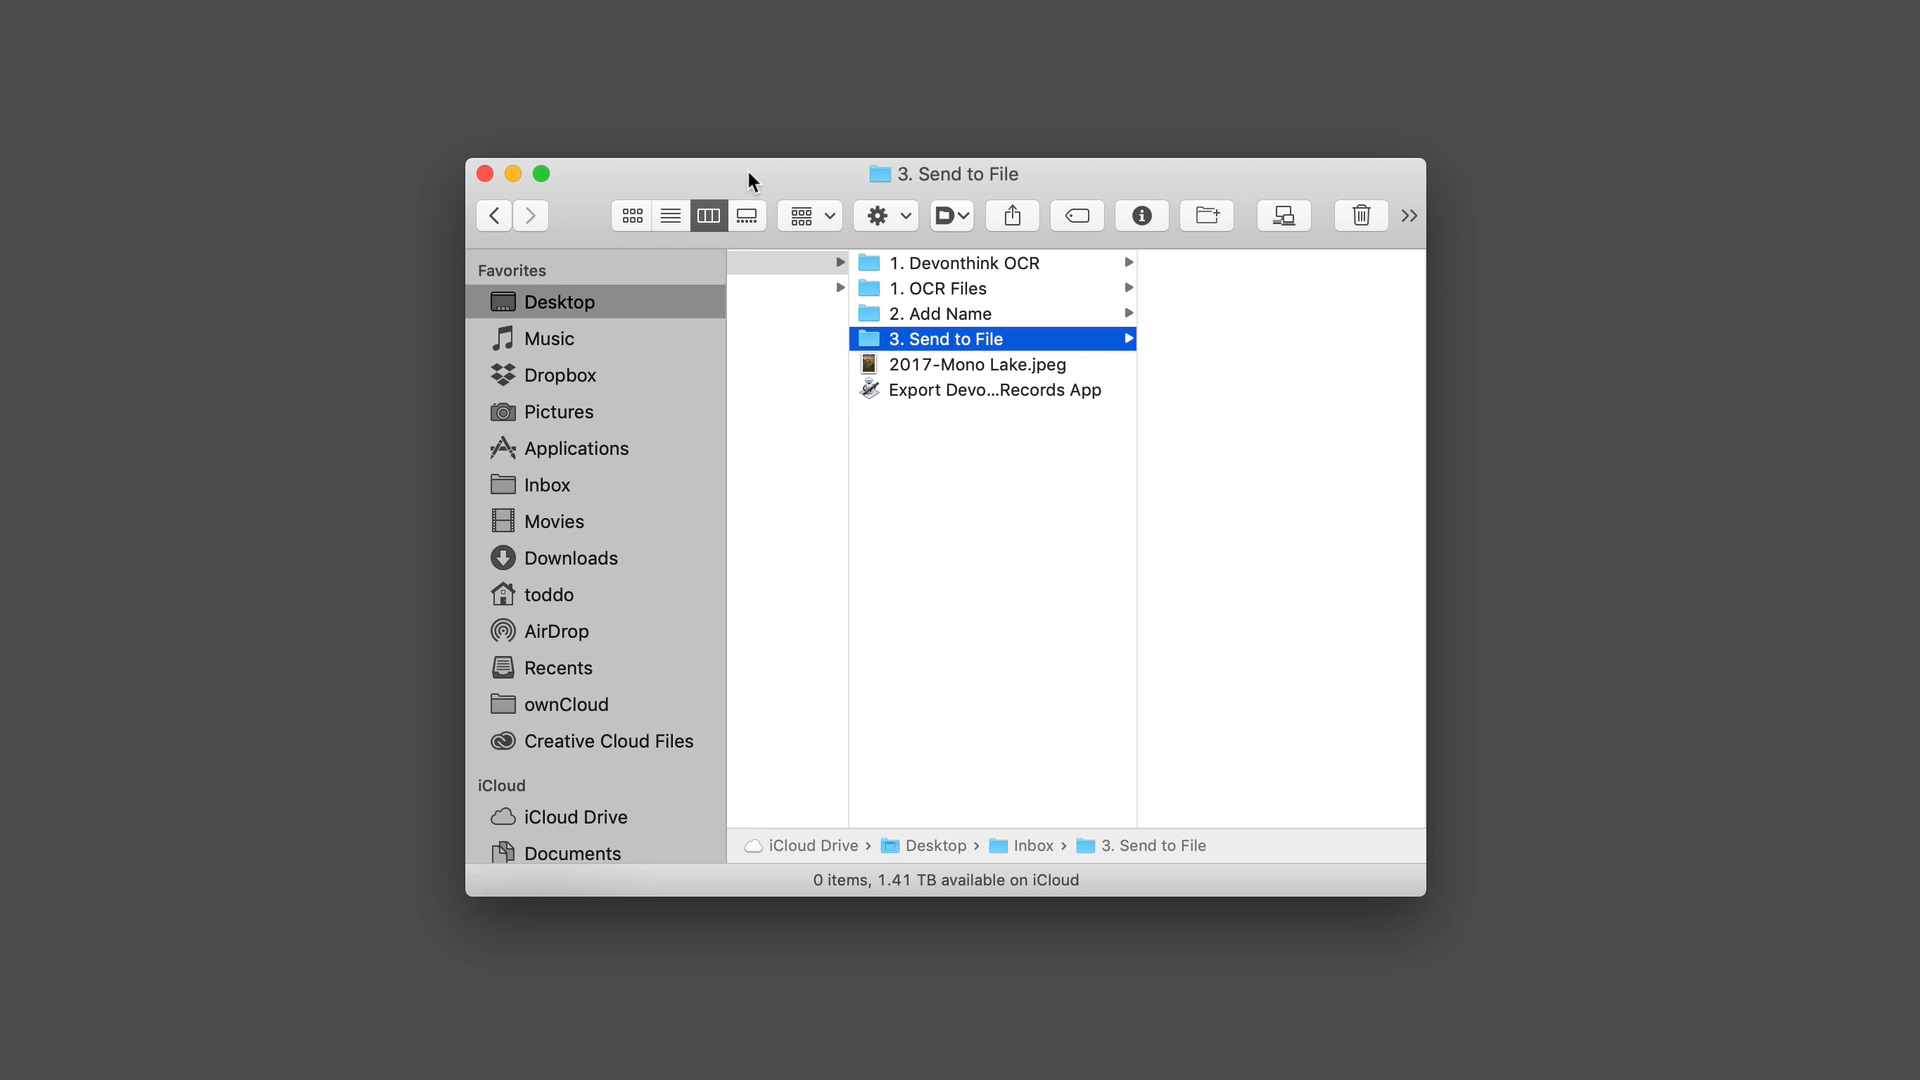 3. Send to File
Favorites
Desktop
Music
Dropbox
Pictures
Applications
Inbox
Movies
Downloads
toddo
AirDrop
Recents
ownCloud
Creative Cloud Files
iCloud
iCloud Drive
Documents
1. Devonthink OCR
1. OCR Files
2. Add Name
3. Send to File
2017-Mono Lake.jpeg
Export Devo...Records App
iCloud Drive › Desktop › Inbox › 3. Send to File
0 items, 1.41 TB available on iCloud